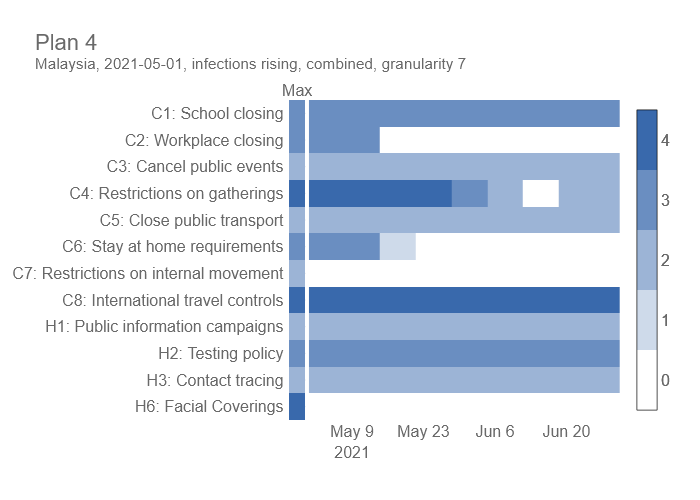 Plan 4
Malaysia, 2021-05-01, infections rising, combined, granularity 7
Max
C1: School closing
C2: Workplace closing
C3: Cancel public events
C4: Restrictions on gatherings
C5: Close public transport
C6: Stay at home requirements
C7: Restrictions on internal movement
C8: International travel controls
H1: Public information campaigns
H2: Testing policy
H3: Contact tracing
H6: Facial Coverings
4
3
2
1
0
May 9 May 23 Jun 6 Jun 20
2021